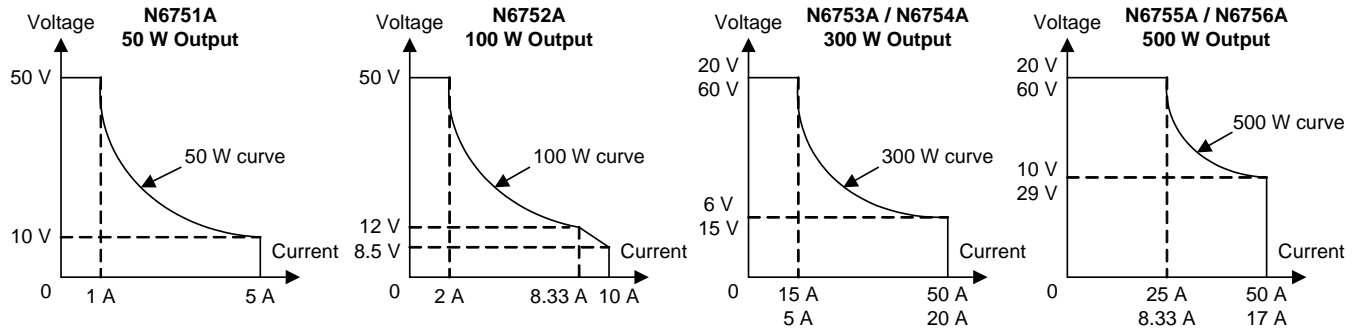 N6751A
50 W Output
Voltage
50 V
50 W curve
10 V
Current
0
1 A
5 A
N6752A
100 W Output
Voltage
50 V
100 W curve
12 V
8.5 V
Current
0
2 A
8.33 A
10 A
N6753A / N6754A
300 W Output
Voltage
20 V
60 V
300 W curve
6 V
15 V
Current
0
15 A
5 A
50 A
20 A
N6755A / N6756A
500 W Output
Voltage
20 V
60 V
500 W curve
10 V
29 V
Current
0
25 A
8.33 A
50 A
17 A